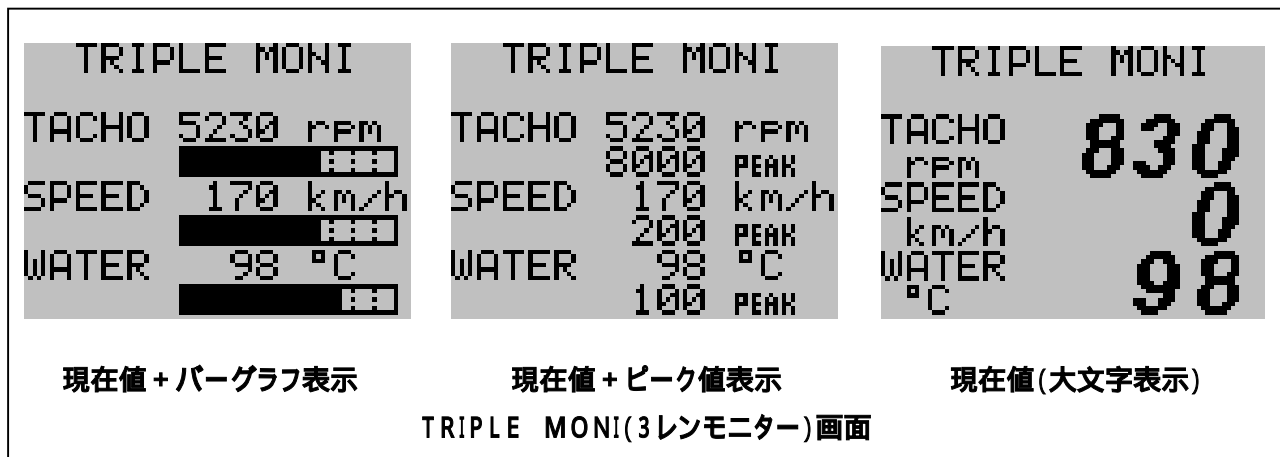 TRIPLE MONI
TACHO 5230 rpm
SPEED 170 km/h
WATER 98 °C
現在値+バーグラフ表示
TRIPLE MONI
TACHO 5230 rpm
8000 PEAK
SPEED 170 km/h
200 PEAK
WATER 98 °C
100 PEAK
現在値+ピーク値表示
TRIPLE MONI
TACHO 830
rpm
SPEED 0
km/h
WATER 98
°C
現在値(大文字表示)
TRIPLE MONI(3レンモニター)画面